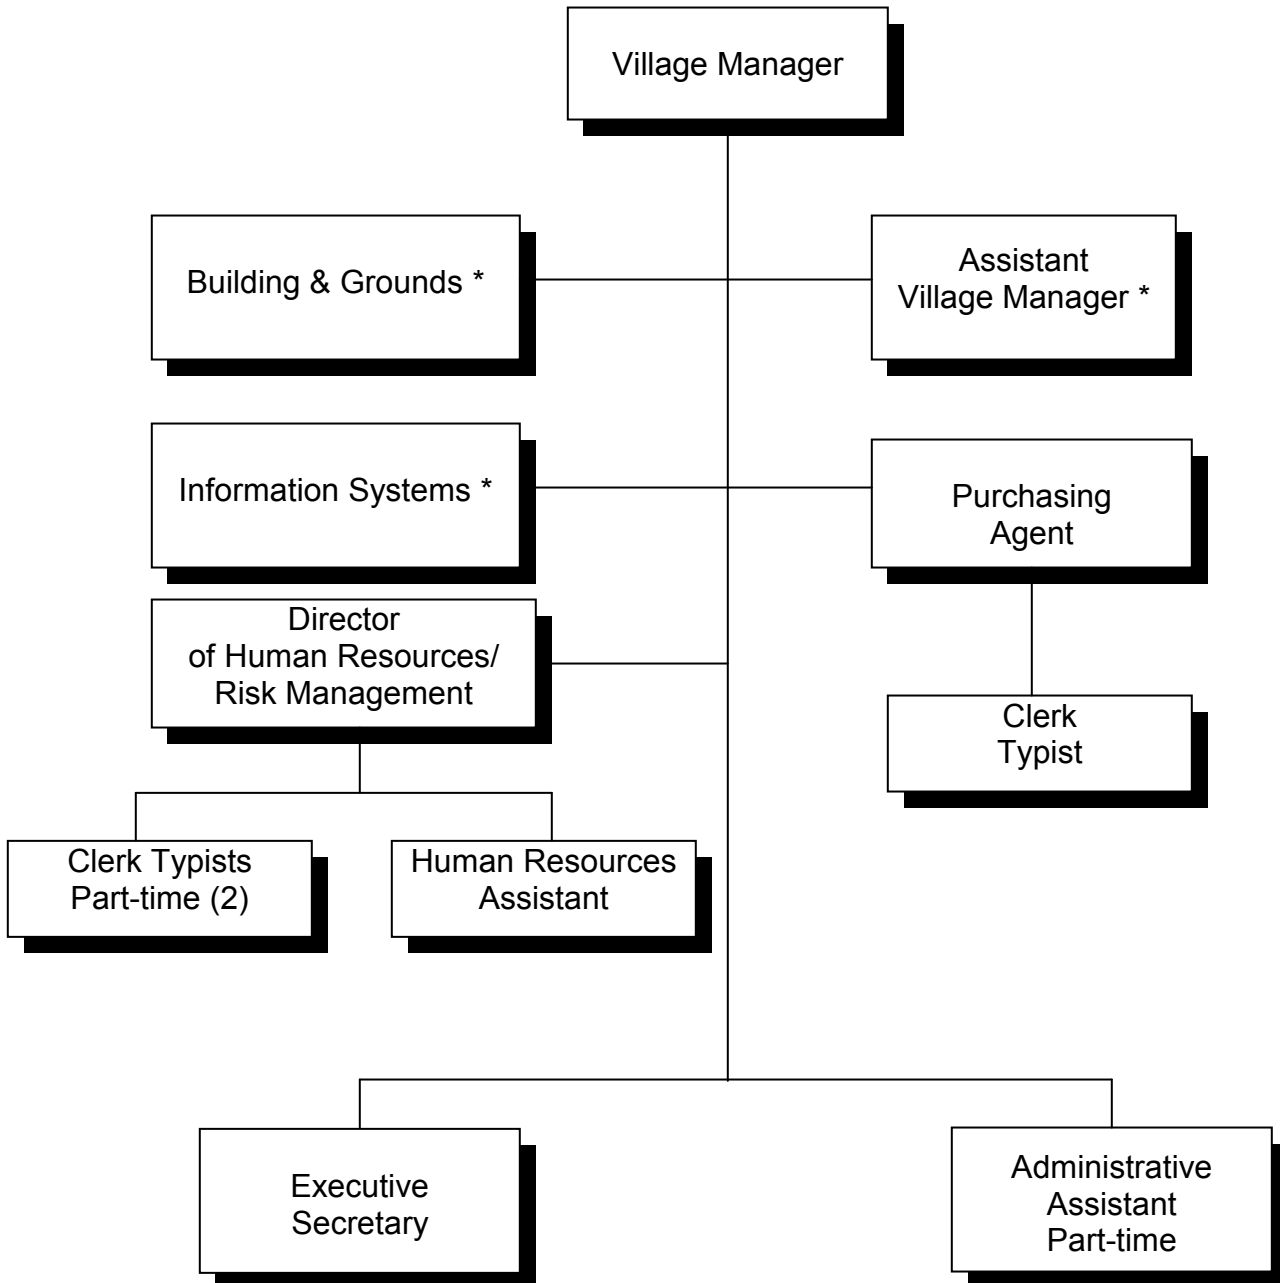 Village Manager
Building & Grounds *
Assistant
Village Manager *
Information Systems *
Purchasing
Agent
Director
of Human Resources/
Risk Management
Clerk
Typist
Clerk Typists
Part-time (2)
Human Resources
Assistant
Executive
Secretary
Administrative
Assistant
Part-time